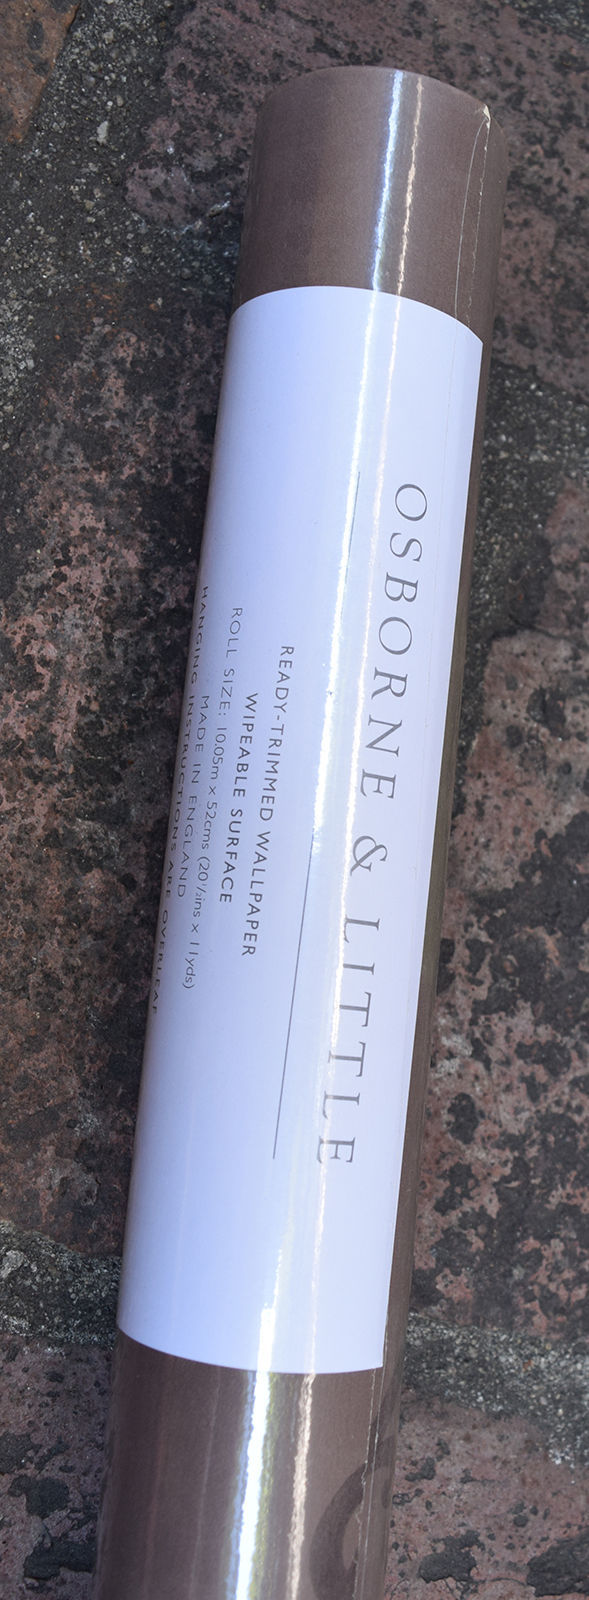 OSBORNE & LITTLE
READY-TRIMMED WALLPAPER
WIPEABLE SURFACE
ROLL SIZE: 10.05m × 52cms (20½ins × 11yds)
MADE IN ENGLAND
HANGING INSTRUCTIONS ARE OVERLEAF